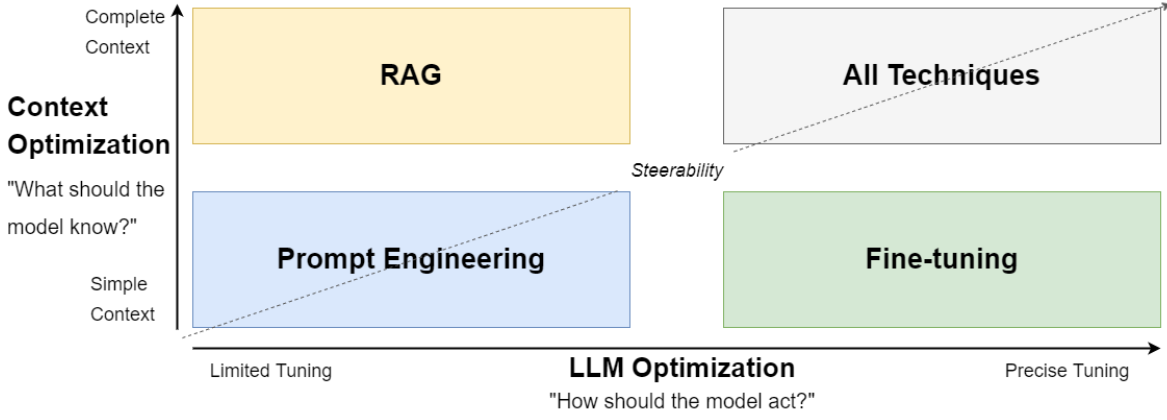 Complete
Context
RAG
All Techniques
Context
Optimization
Steerability
"What should the
model know?"
Prompt Engineering
Fine-tuning
Simple
Context
Limited Tuning
LLM Optimization
Precise Tuning
"How should the model act?"